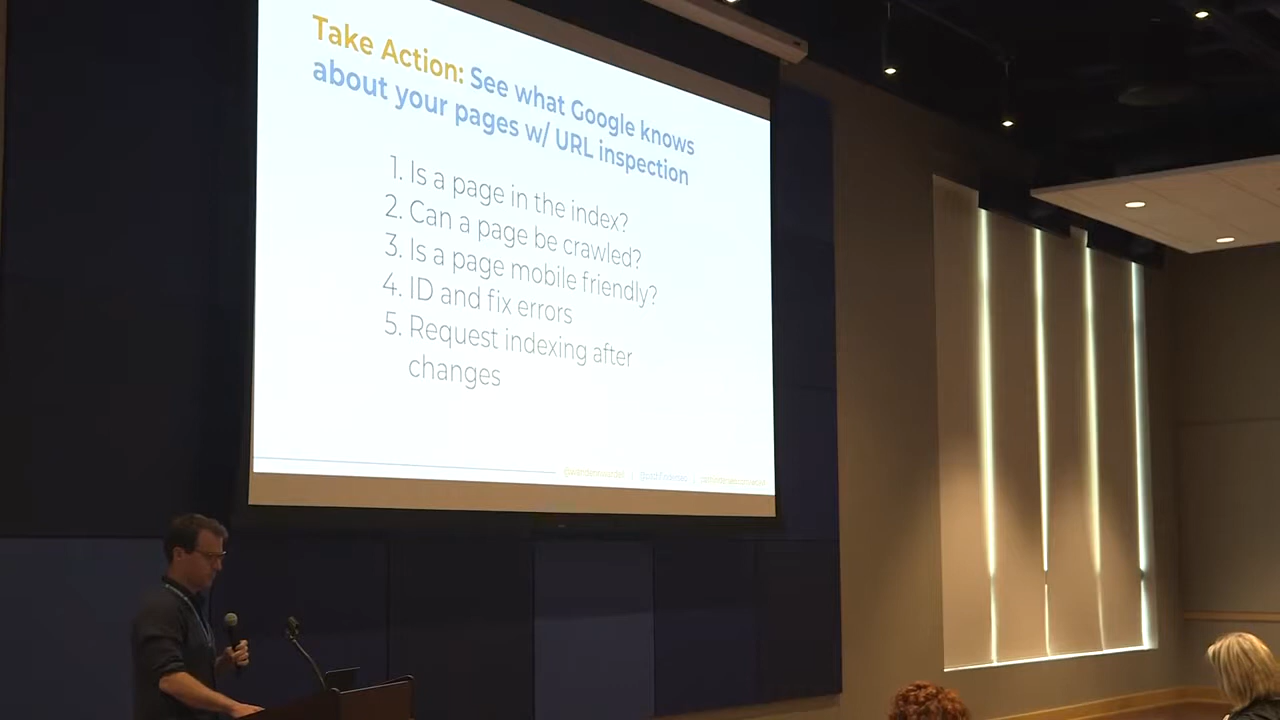 Take Action: See what Google knows
about your pages w/ URL inspection
1. Is a page in the index?
2. Can a page be crawled?
3. Is a page mobile friendly?
4. ID and fix errors
5. Request indexing after
changes